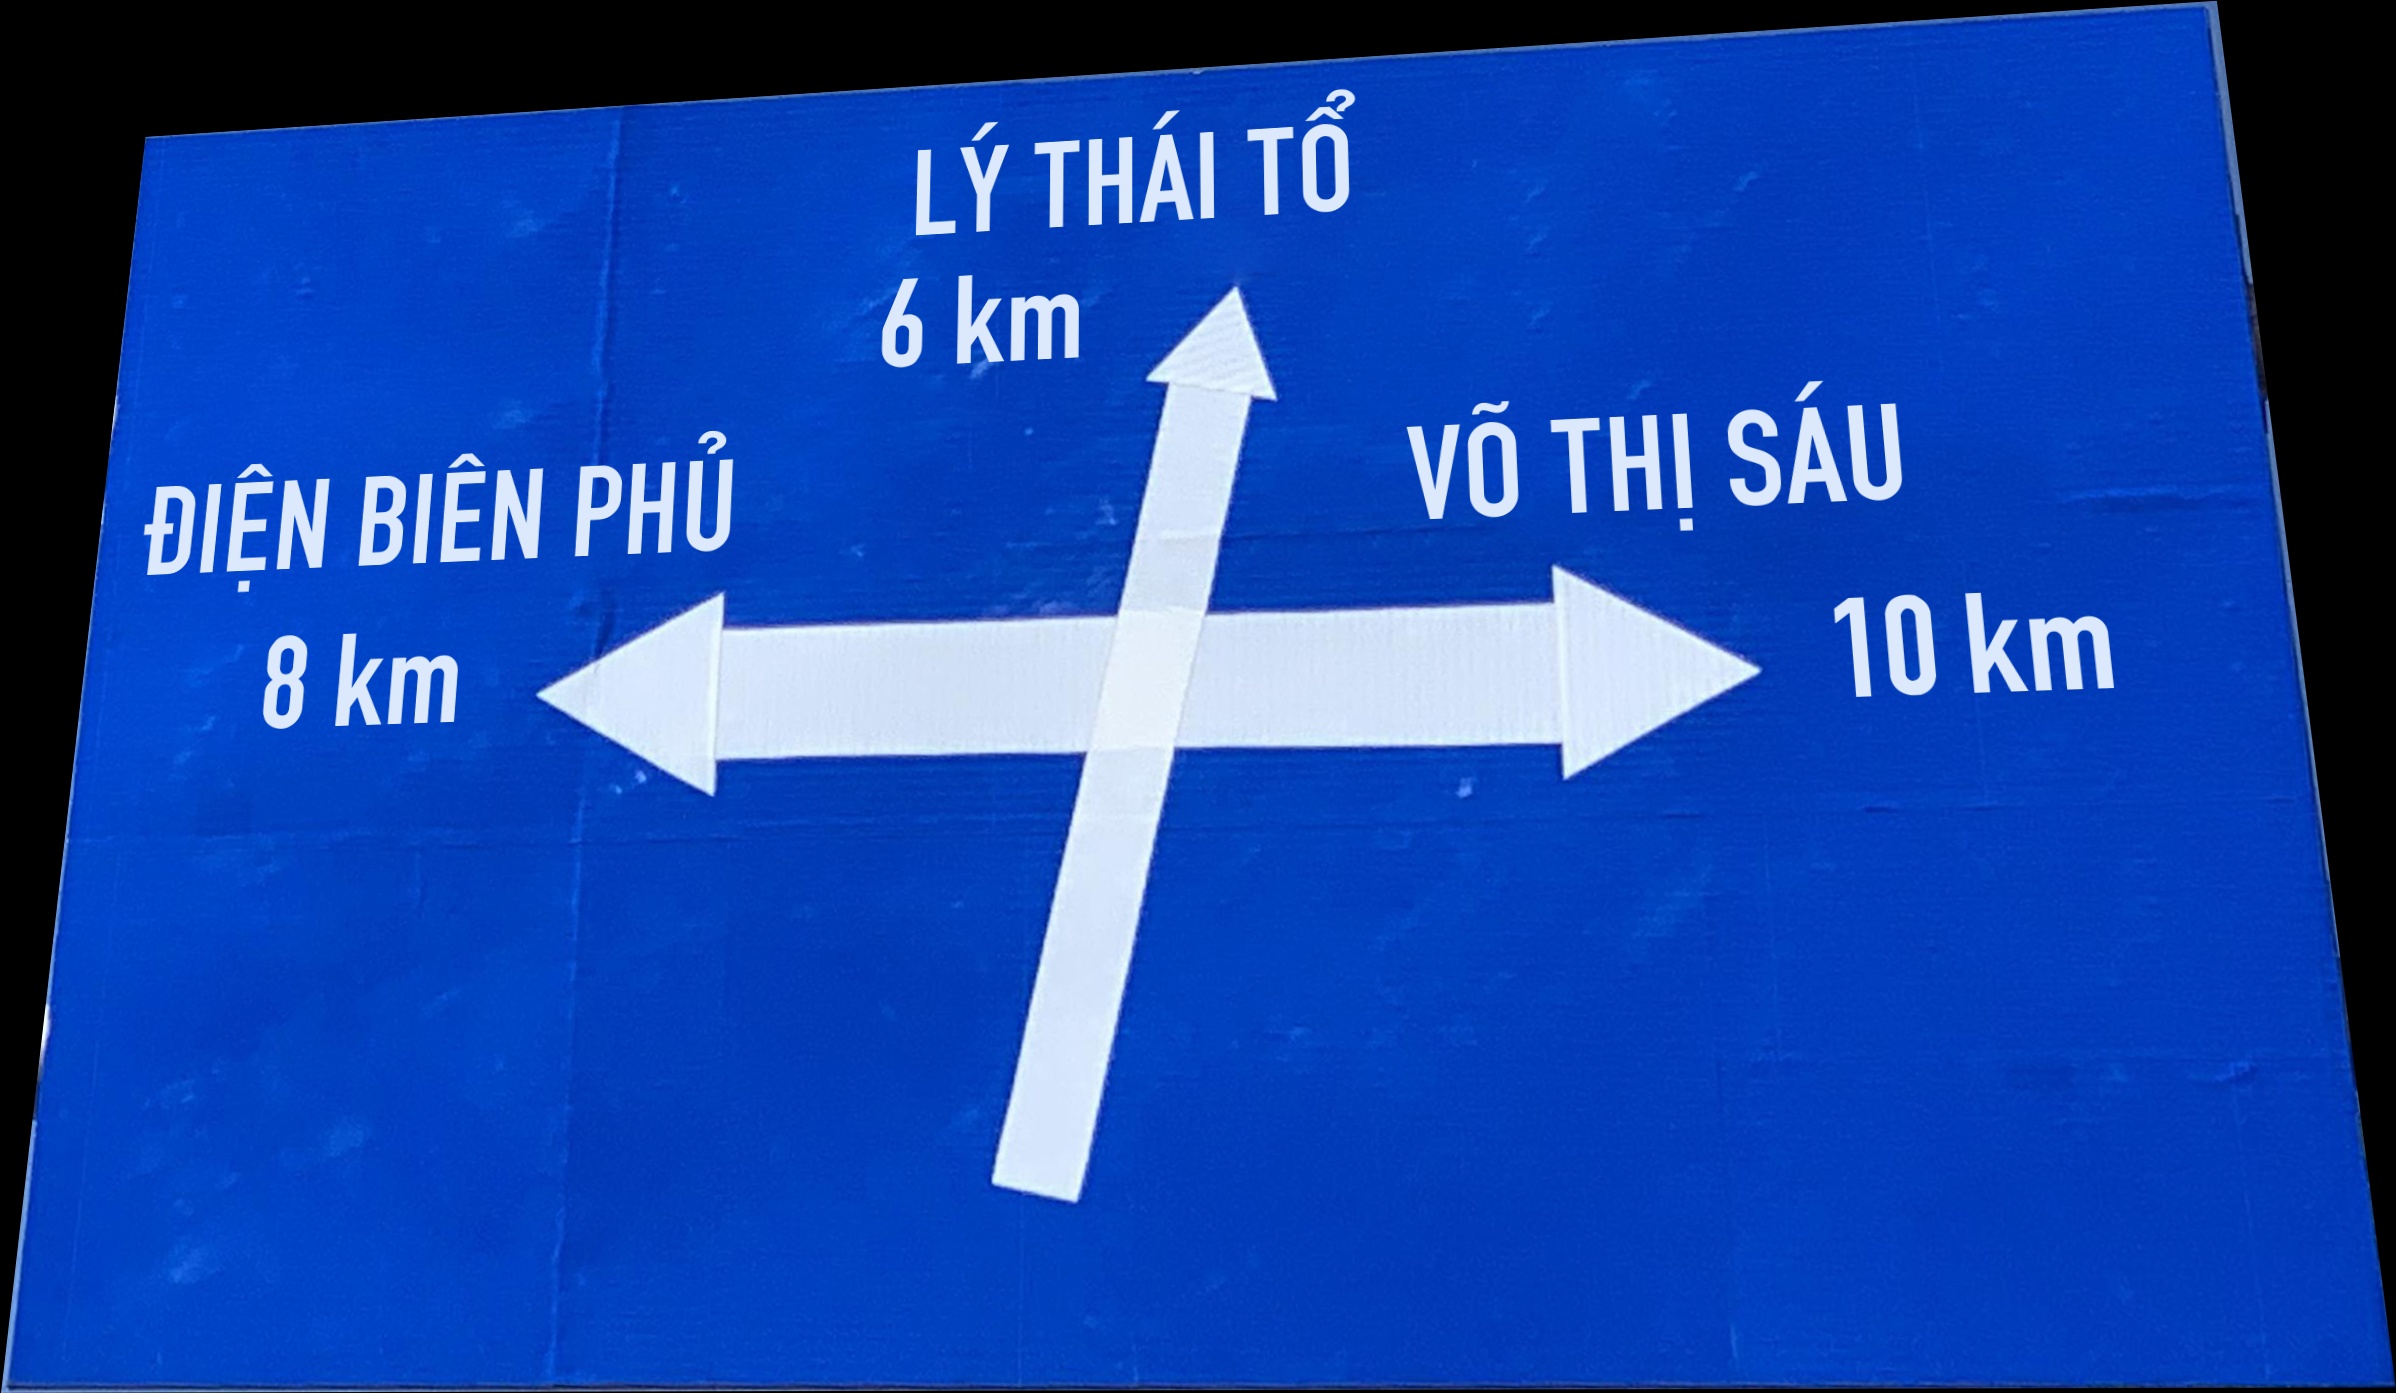 LÝ THÁI TỔ
6 km
VÕ THỊ SÁU
10 km
ĐIỆN BIÊN PHỦ
8 km